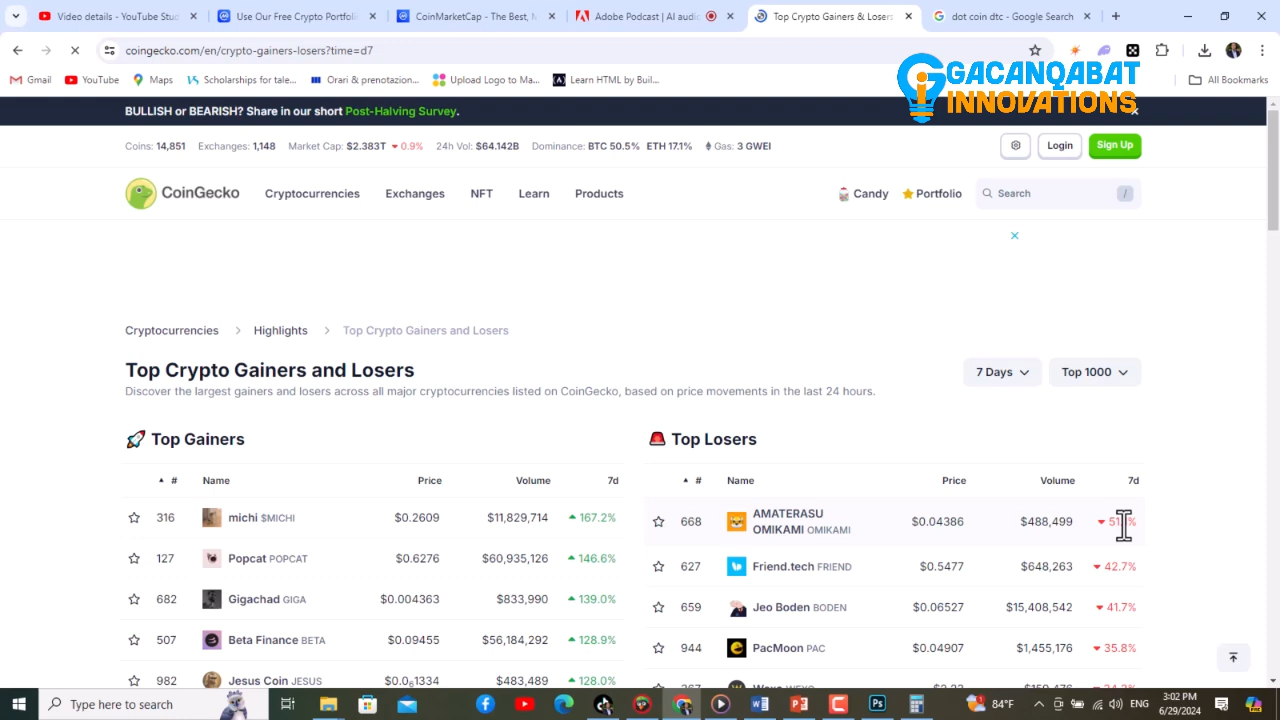 Video details - YouTube Stud
Use Our Free Crypto Portfoli
CoinMarketCap - The Best, N
Adobe Podcast | AI audio
Top Crypto Gainers & Losers
dot coin dtc - Google Search
coingecko.com/en/crypto-gainers-losers?time=d7
Gmail
YouTube
Maps
Scholarships for tale...
Orari & prenotazion...
Upload Logo to Ma...
Learn HTML by Buil...
All Bookmarks
GACANQABAT
INNOVATIONS
BULLISH or BEARISH? Share in our short Post-Halving Survey.
Coins: 14,851 Exchanges: 1,148 Market Cap: $2.383T 0.9% 24h Vol: $64.142B Dominance: BTC 50.5% ETH 17.1% Gas: 3 GWEI
Login
Sign Up
CoinGecko
Cryptocurrencies
Exchanges
NFT
Learn
Products
Candy
Portfolio
Search
/
Cryptocurrencies > Highlights > Top Crypto Gainers and Losers
Top Crypto Gainers and Losers
7 Days
Top 1000
Discover the largest gainers and losers across all major cryptocurrencies listed on CoinGecko, based on price movements in the last 24 hours.
Top Gainers
# Name Price Volume 7d
316 michi $MICHI $0.2609 $11,829,714 167.2%
127 Popcat POPCAT $0.6276 $60,935,126 146.6%
682 Gigachad GIGA $0.004363 $833,990 139.0%
507 Beta Finance BETA $0.09455 $56,184,292 128.9%
982 Jesus Coin JESUS $0.0₆1334 $483,489 128.0%
Top Losers
# Name Price Volume 7d
668 AMATERASU
OMIKAMI OMIKAMI $0.04386 $488,499
627 Friend.tech FRIEND $0.5477 $648,263 42.7%
659 Jeo Boden BODEN $0.06527 $15,408,542 41.7%
944 PacMoon PAC $0.04907 $1,455,176 35.8%
Type here to search
84°F
ENG
3:02 PM
6/29/2024